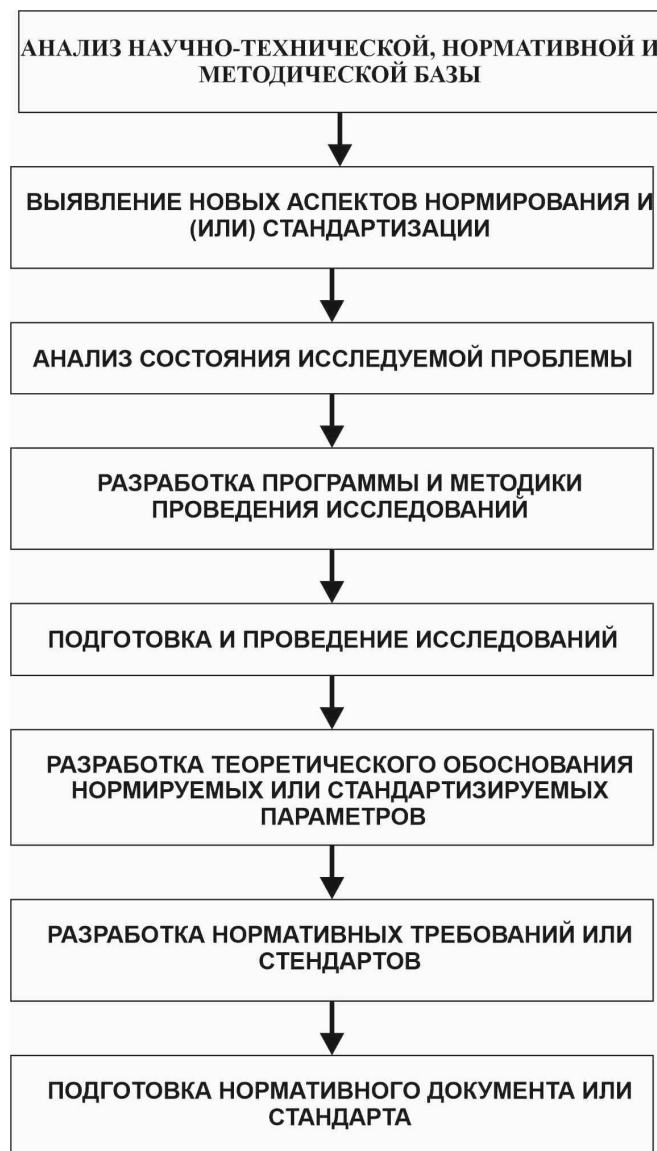 АНАЛИЗ НАУЧНО-ТЕХНИЧЕСКОЙ, НОРМАТИВНОЙ И
МЕТОДИЧЕСКОЙ БАЗЫ
ВЫЯВЛЕНИЕ НОВЫХ АСПЕКТОВ НОРМИРОВАНИЯ И
(ИЛИ) СТАНДАРТИЗАЦИИ
АНАЛИЗ СОСТОЯНИЯ ИССЛЕДУЕМОЙ ПРОБЛЕМЫ
РАЗРАБОТКА ПРОГРАММЫ И МЕТОДИКИ
ПРОВЕДЕНИЯ ИССЛЕДОВАНИЙ
ПОДГОТОВКА И ПРОВЕДЕНИЕ ИССЛЕДОВАНИЙ
РАЗРАБОТКА ТЕОРЕТИЧЕСКОГО ОБОСНОВАНИЯ
НОРМИРУЕМЫХ ИЛИ СТАНДАРТИЗИРУЕМЫХ
ПАРАМЕТРОВ
РАЗРАБОТКА НОРМАТИВНЫХ ТРЕБОВАНИЙ ИЛИ
СТЕНДАРТОВ
ПОДГОТОВКА НОРМАТИВНОГО ДОКУМЕНТА ИЛИ
СТАНДАРТА